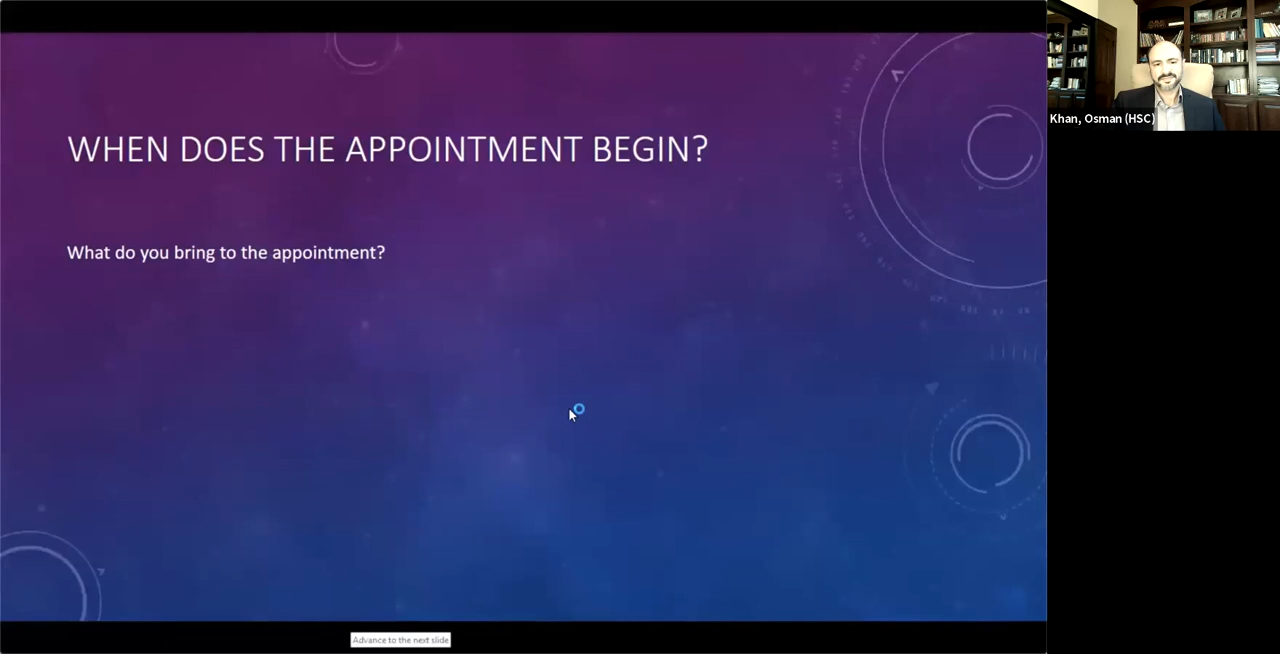 WHEN DOES THE APPOINTMENT BEGIN?
What do you bring to the appointment?
Khan, Osman (HSC)
Advance to the next slide